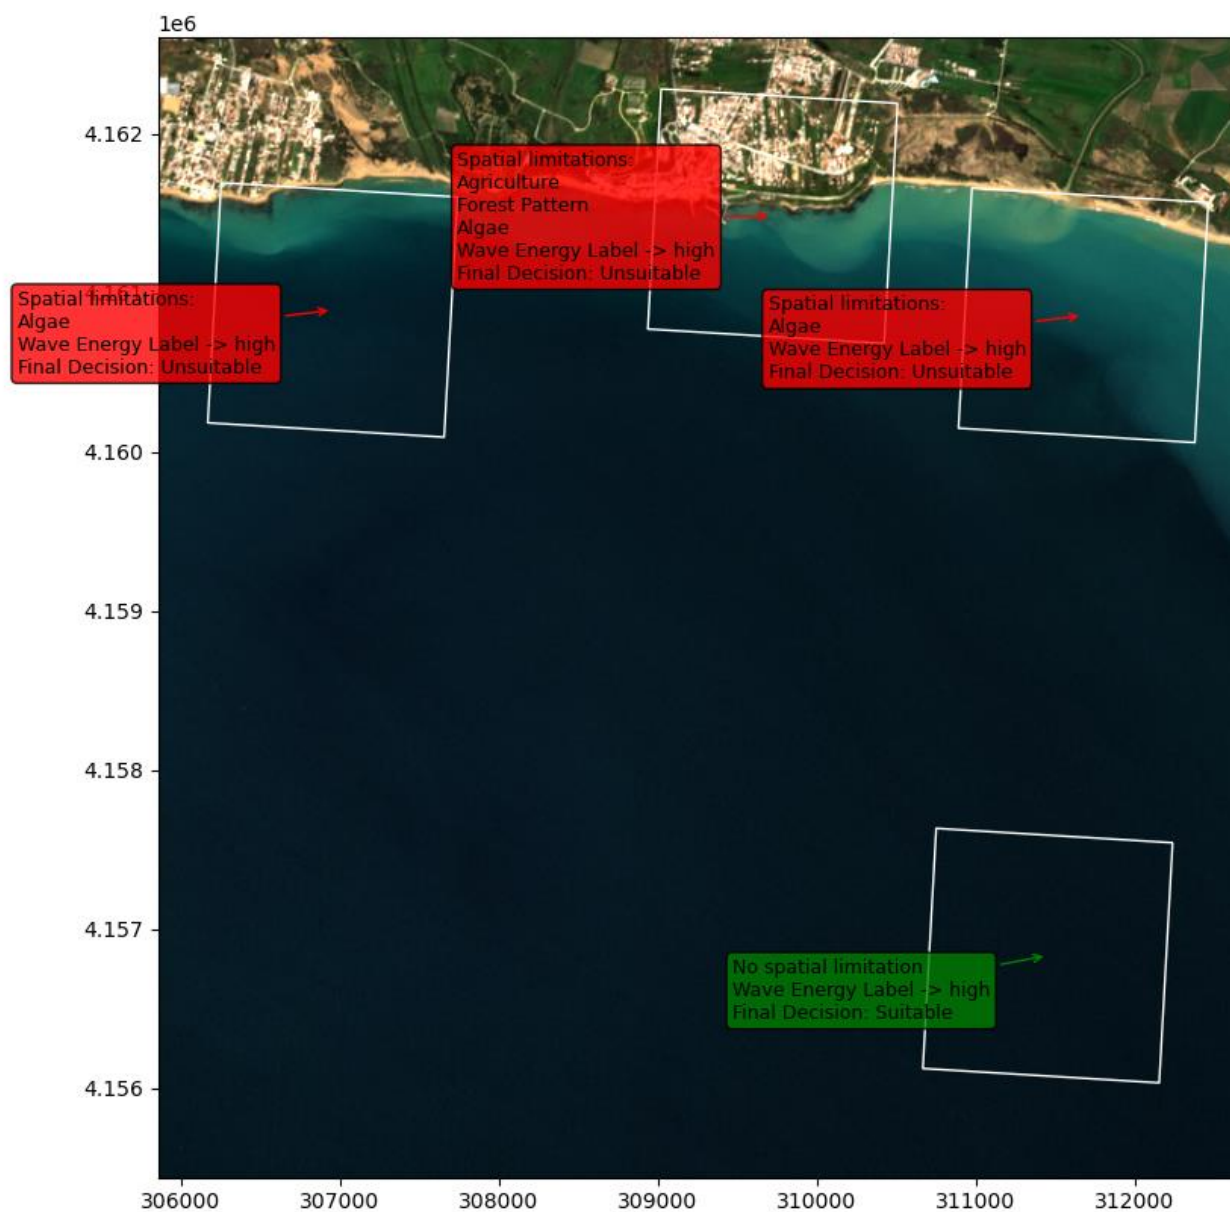 1e6
4.162
Spatial limitations:
Agriculture
Forest Pattern
Algae
Wave Energy Label -> high
Final Decision: Unsuitable
4.161
Spatial limitations:
Algae
Wave Energy Label -> high
Final Decision: Unsuitable
Spatial limitations:
Algae
Wave Energy Label -> high
Final Decision: Unsuitable
4.160
4.159
4.158
4.157
No spatial limitation
Wave Energy Label -> high
Final Decision: Suitable
4.156
306000 307000 308000 309000 310000 311000 312000